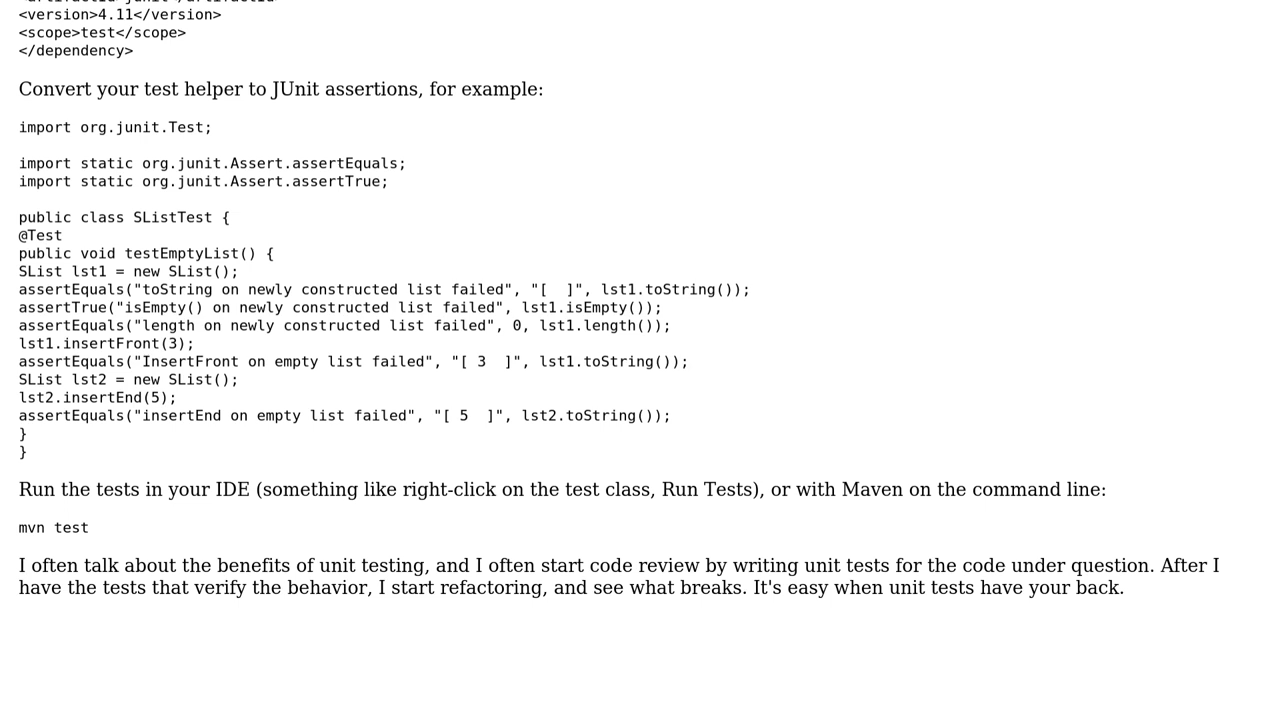 <version>4.11</version>
<scope>test</scope>
</dependency>
Convert your test helper to JUnit assertions, for example:
import org.junit.Test;
import static org.junit.Assert.assertEquals;
import static org.junit.Assert.assertTrue;
public class SListTest {
@Test
public void testEmptyList() {
SList lst1 = new SList();
assertEquals("toString on newly constructed list failed", "[  ]", lst1.toString());
assertTrue("isEmpty() on newly constructed list failed", lst1.isEmpty());
assertEquals("length on newly constructed list failed", 0, lst1.length());
lst1.insertFront(3);
assertEquals("InsertFront on empty list failed", "[ 3  ]", lst1.toString());
SList lst2 = new SList();
lst2.insertEnd(5);
assertEquals("insertEnd on empty list failed", "[ 5  ]", lst2.toString());
}
}
Run the tests in your IDE (something like right-click on the test class, Run Tests), or with Maven on the command line:
mvn test
I often talk about the benefits of unit testing, and I often start code review by writing unit tests for the code under question. After I
have the tests that verify the behavior, I start refactoring, and see what breaks. It's easy when unit tests have your back.